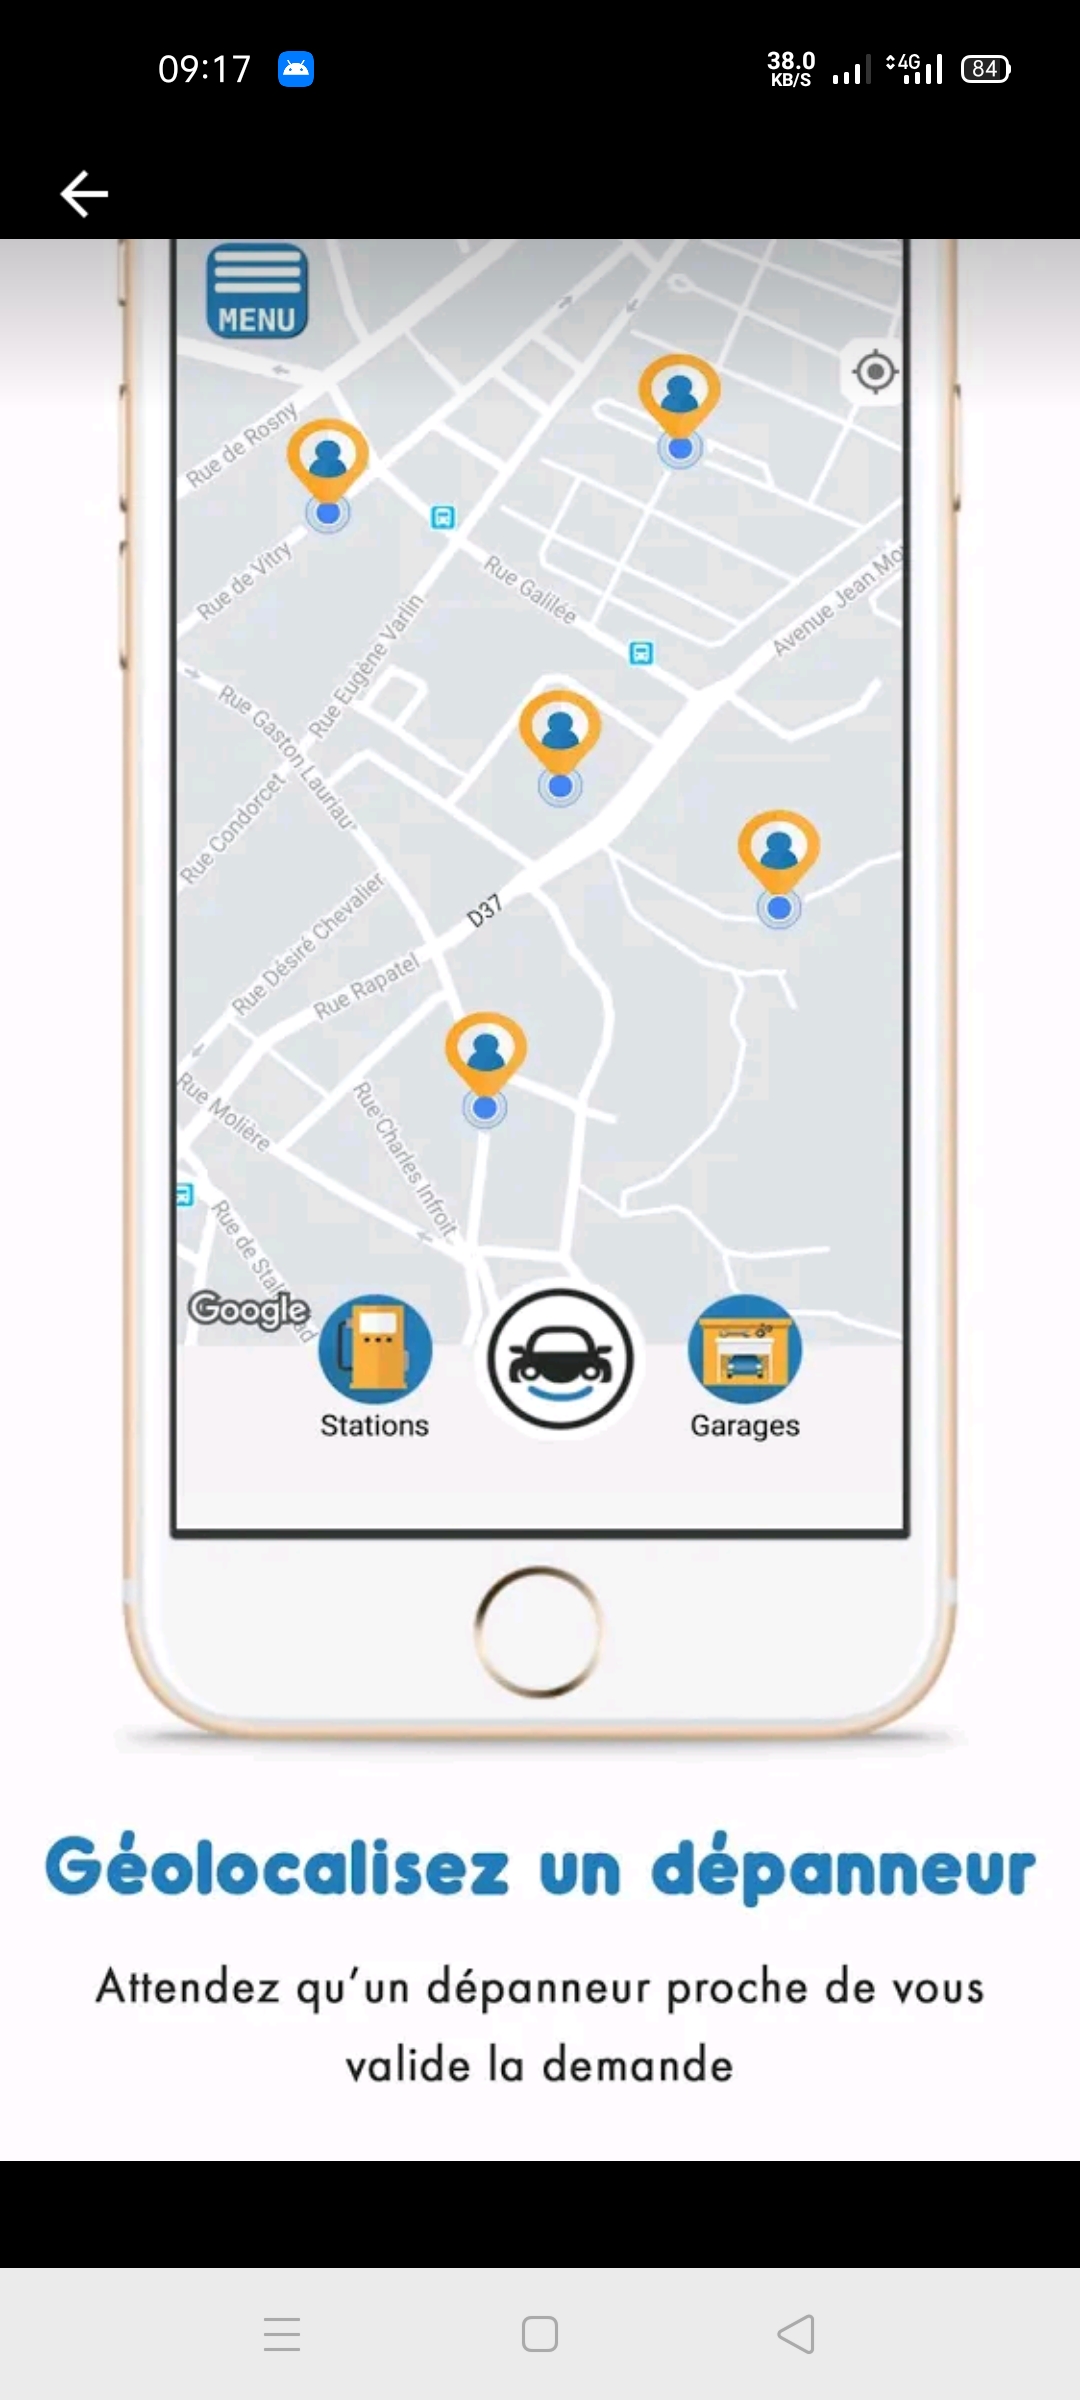 09:17
38.0
KB/S
4G
84
MENU
Rue de Rosny
Rue de Vitry
Rue Galilée
Avenue Jean Mo
Rue Eugène Varlin
Rue Gaston Lauriau
Rue Condorcet
D37
Rue Désiré Chevalier
Rue Rapatel
Rue Molière
Rue Charles Infroit
Rue de
Google
Stations
Garages
Géolocalisez un dépanneur
Attendez qu'un dépanneur proche de vous
valide la demande